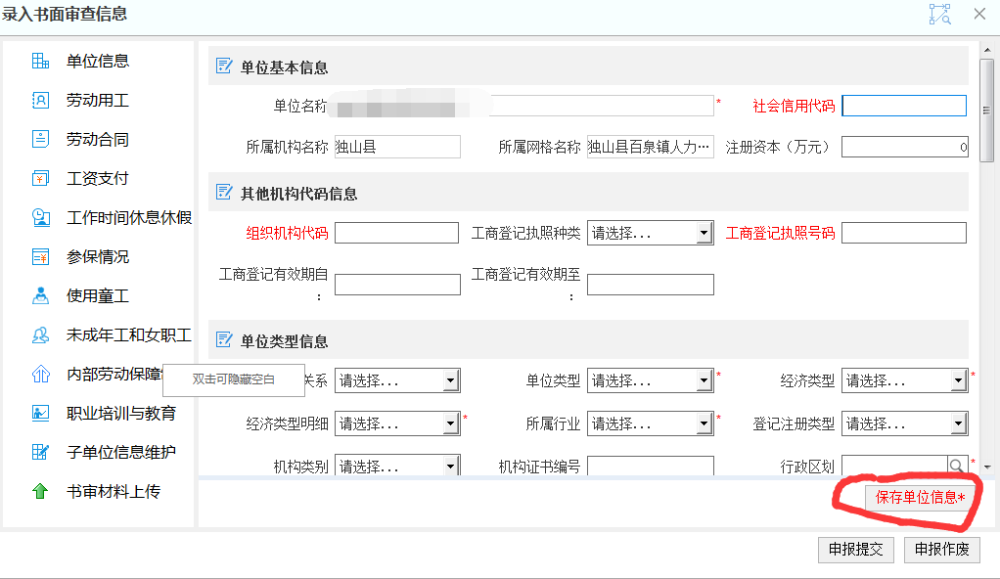 录入书面审查信息
单位信息
劳动用工
劳动合同
工资支付
工作时间休息休假
参保情况
使用童工
未成年工和女职工
内部劳动保障
职业培训与教育
子单位信息维护
书审材料上传
单位基本信息
单位名称 * 社会信用代码
所属机构名称 独山县 所属网格名称 独山县百泉镇人力… 注册资本（万元） 0
其他机构代码信息
组织机构代码 工商登记执照种类 请选择... 工商登记执照号码
工商登记有效期自： 工商登记有效期至：
单位类型信息
双击可隐藏空白
关系 请选择... 单位类型 请选择... * 经济类型 请选择... *
经济类型明细 请选择... * 所属行业 请选择... * 登记注册类型 请选择...
机构类别 请选择... 机构证书编号 行政区划 *
保存单位信息*
申报提交 申报作废